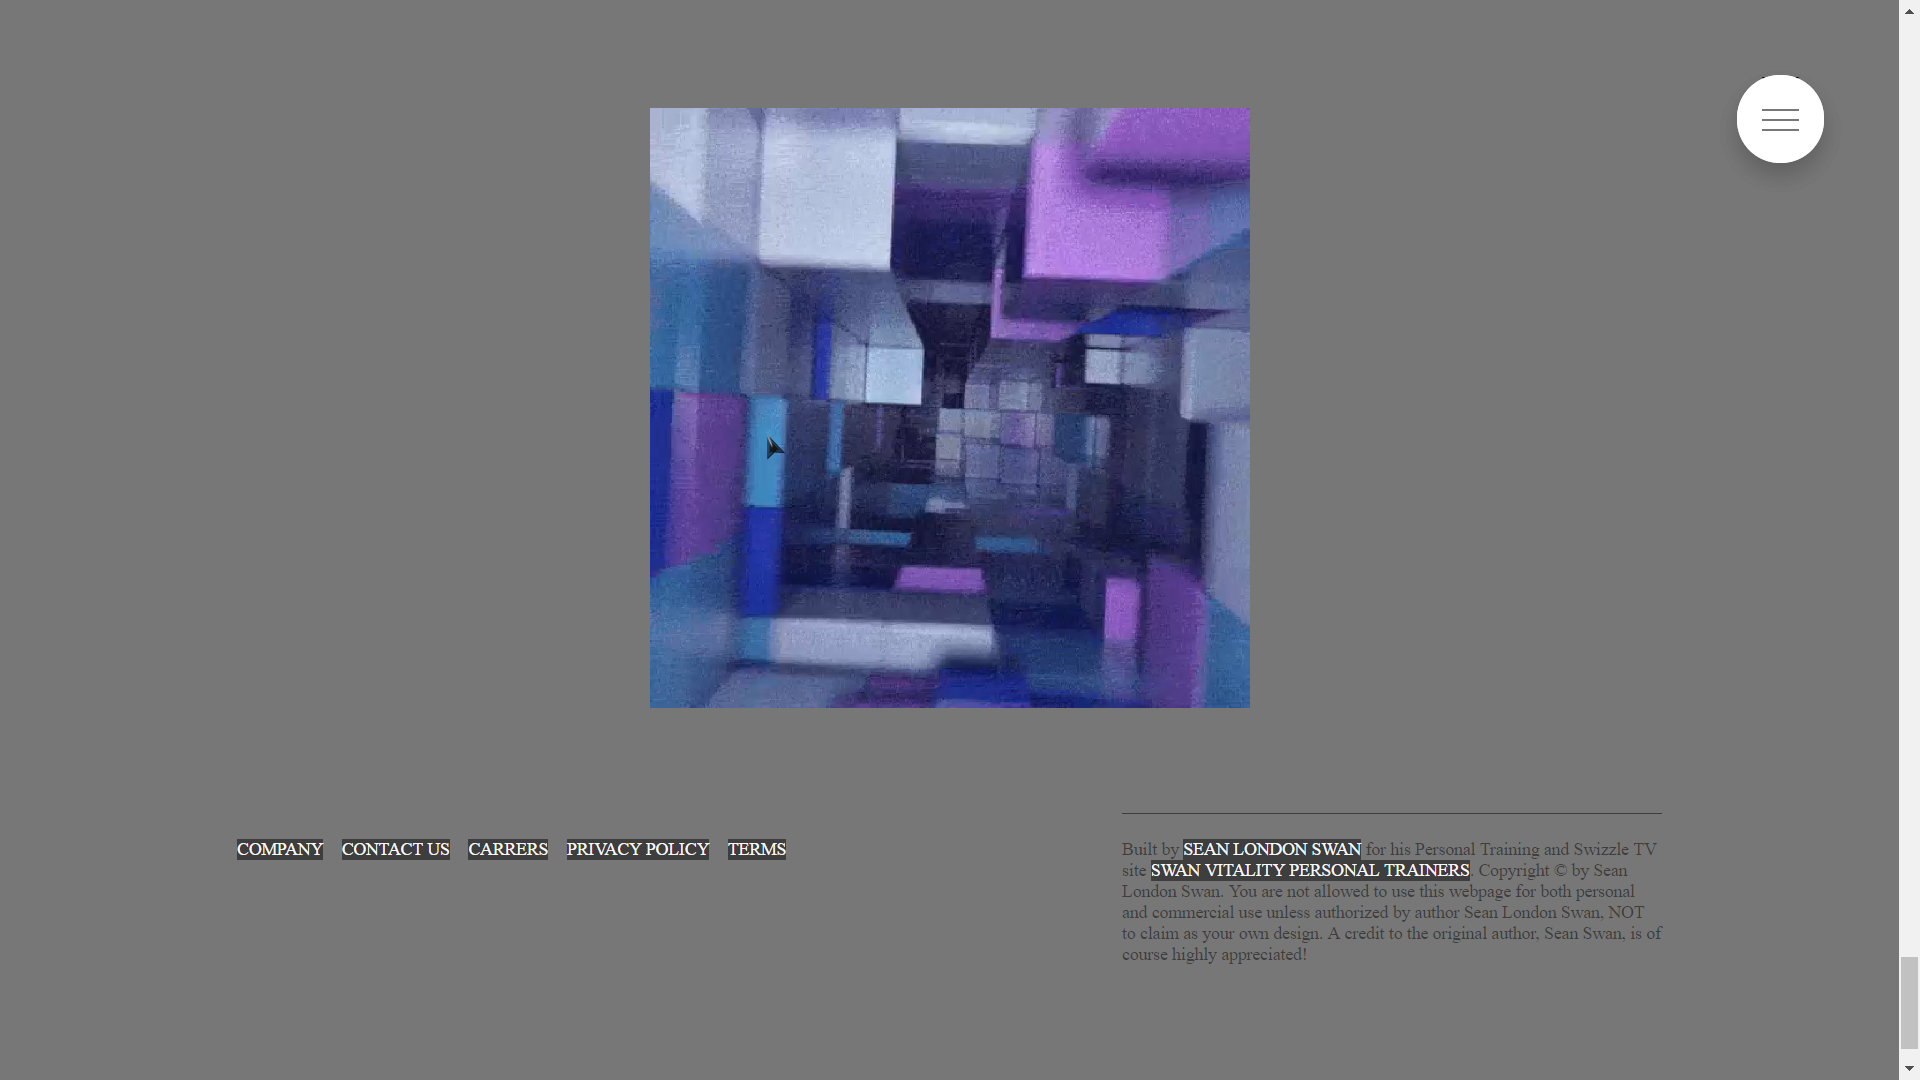 COMPANY CONTACT US CARRERS PRIVACY POLICY TERMS
Built by SEAN LONDON SWAN for his Personal Training and Swizzle TV
site SWAN VITALITY PERSONAL TRAINERS. Copyright © by Sean
London Swan. You are not allowed to use this webpage for both personal
and commercial use unless authorized by author Sean London Swan, NOT
to claim as your own design. A credit to the original author, Sean Swan, is of
course highly appreciated!